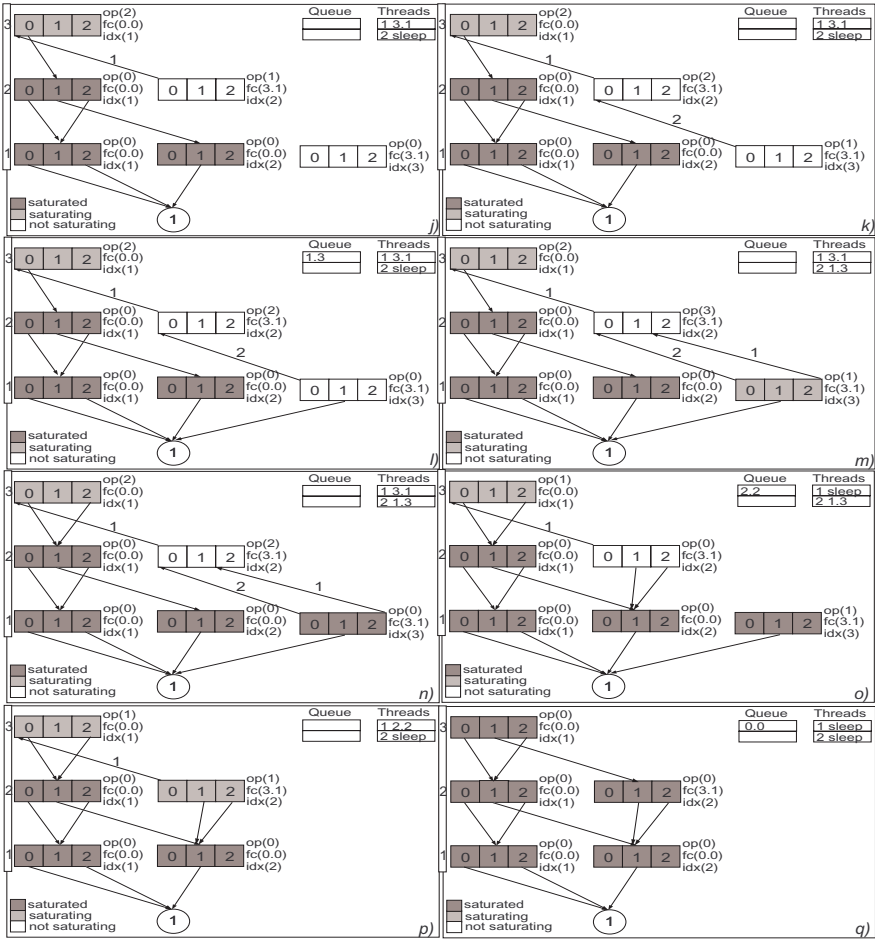 op(2)
Queue Threads
3 0 1 2 fc(0.0)
1 3.1
idx(1)
2 sleep
1
op(0)
op(1)
2 0 1 2 fc(0.0)
0 1 2 fc(3.1)
idx(1)
idx(2)
op(0)
op(0)
op(0)
1 0 1 2 fc(0.0)
0 1 2 fc(0.0)
0 1 2 fc(3.1)
idx(1)
idx(2)
idx(3)
saturated
saturating
not saturating
1
j)
op(2)
Queue Threads
3 0 1 2 fc(0.0)
1 3.1
idx(1)
2 sleep
1
op(0)
op(2)
2 0 1 2 fc(0.0)
0 1 2 fc(3.1)
idx(1)
idx(2)
2
op(0)
op(0)
op(1)
1 0 1 2 fc(0.0)
0 1 2 fc(0.0)
0 1 2 fc(3.1)
idx(1)
idx(2)
idx(3)
saturated
saturating
not saturating
1
k)
op(2)
Queue Threads
3 0 1 2 fc(0.0)
1.3
1 3.1
idx(1)
2 sleep
1
op(0)
op(2)
2 0 1 2 fc(0.0)
0 1 2 fc(3.1)
idx(1)
idx(2)
2
op(0)
op(0)
op(0)
1 0 1 2 fc(0.0)
0 1 2 fc(0.0)
0 1 2 fc(3.1)
idx(1)
idx(2)
idx(3)
saturated
saturating
not saturating
1
l)
op(2)
Queue Threads
3 0 1 2 fc(0.0)
1 3.1
idx(1)
2 1.3
1
op(0)
op(3)
2 0 1 2 fc(0.0)
0 1 2 fc(3.1)
idx(1)
idx(2)
2
1
op(0)
op(0)
op(1)
1 0 1 2 fc(0.0)
0 1 2 fc(0.0)
0 1 2 fc(3.1)
idx(1)
idx(2)
idx(3)
saturated
saturating
not saturating
1
m)
op(2)
Queue Threads
3 0 1 2 fc(0.0)
1 3.1
idx(1)
2 1.3
1
op(0)
op(2)
2 0 1 2 fc(0.0)
0 1 2 fc(3.1)
idx(1)
idx(2)
2
1
op(0)
op(0)
op(0)
1 0 1 2 fc(0.0)
0 1 2 fc(0.0)
0 1 2 fc(3.1)
idx(1)
idx(2)
idx(3)
saturated
saturating
not saturating
1
n)
op(1)
Queue Threads
3 0 1 2 fc(0.0)
2.2
1 sleep
idx(1)
2 1.3
1
op(0)
op(0)
2 0 1 2 fc(0.0)
0 1 2 fc(3.1)
idx(1)
idx(2)
op(0)
op(0)
op(1)
1 0 1 2 fc(0.0)
0 1 2 fc(0.0)
0 1 2 fc(3.1)
idx(1)
idx(2)
idx(3)
saturated
saturating
not saturating
1
o)
op(1)
Queue Threads
3 0 1 2 fc(0.0)
1 2.2
idx(1)
2 sleep
1
op(0)
op(1)
2 0 1 2 fc(0.0)
0 1 2 fc(3.1)
idx(1)
idx(2)
op(0)
op(0)
1 0 1 2 fc(0.0)
0 1 2 fc(0.0)
idx(1)
idx(2)
saturated
saturating
not saturating
1
p)
op(0)
Queue Threads
3 0 1 2 fc(0.0)
0.0
1 sleep
idx(1)
2 sleep
op(0)
op(0)
2 0 1 2 fc(0.0)
0 1 2 fc(3.1)
idx(1)
idx(2)
op(0)
op(0)
1 0 1 2 fc(0.0)
0 1 2 fc(0.0)
idx(1)
idx(2)
saturated
saturating
not saturating
1
q)